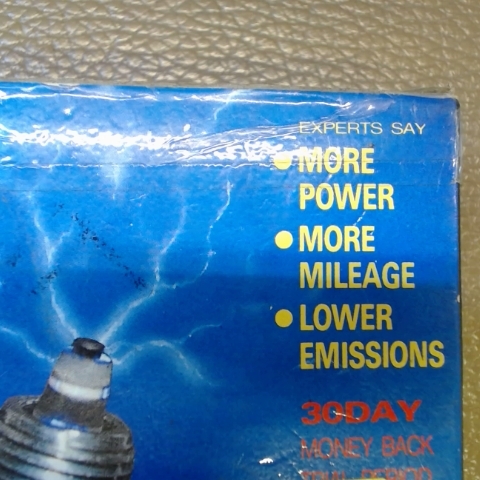 EXPERTS SAY
● MORE
POWER
● MORE
MILEAGE
● LOWER
EMISSIONS
30DAY
MONEY BACK